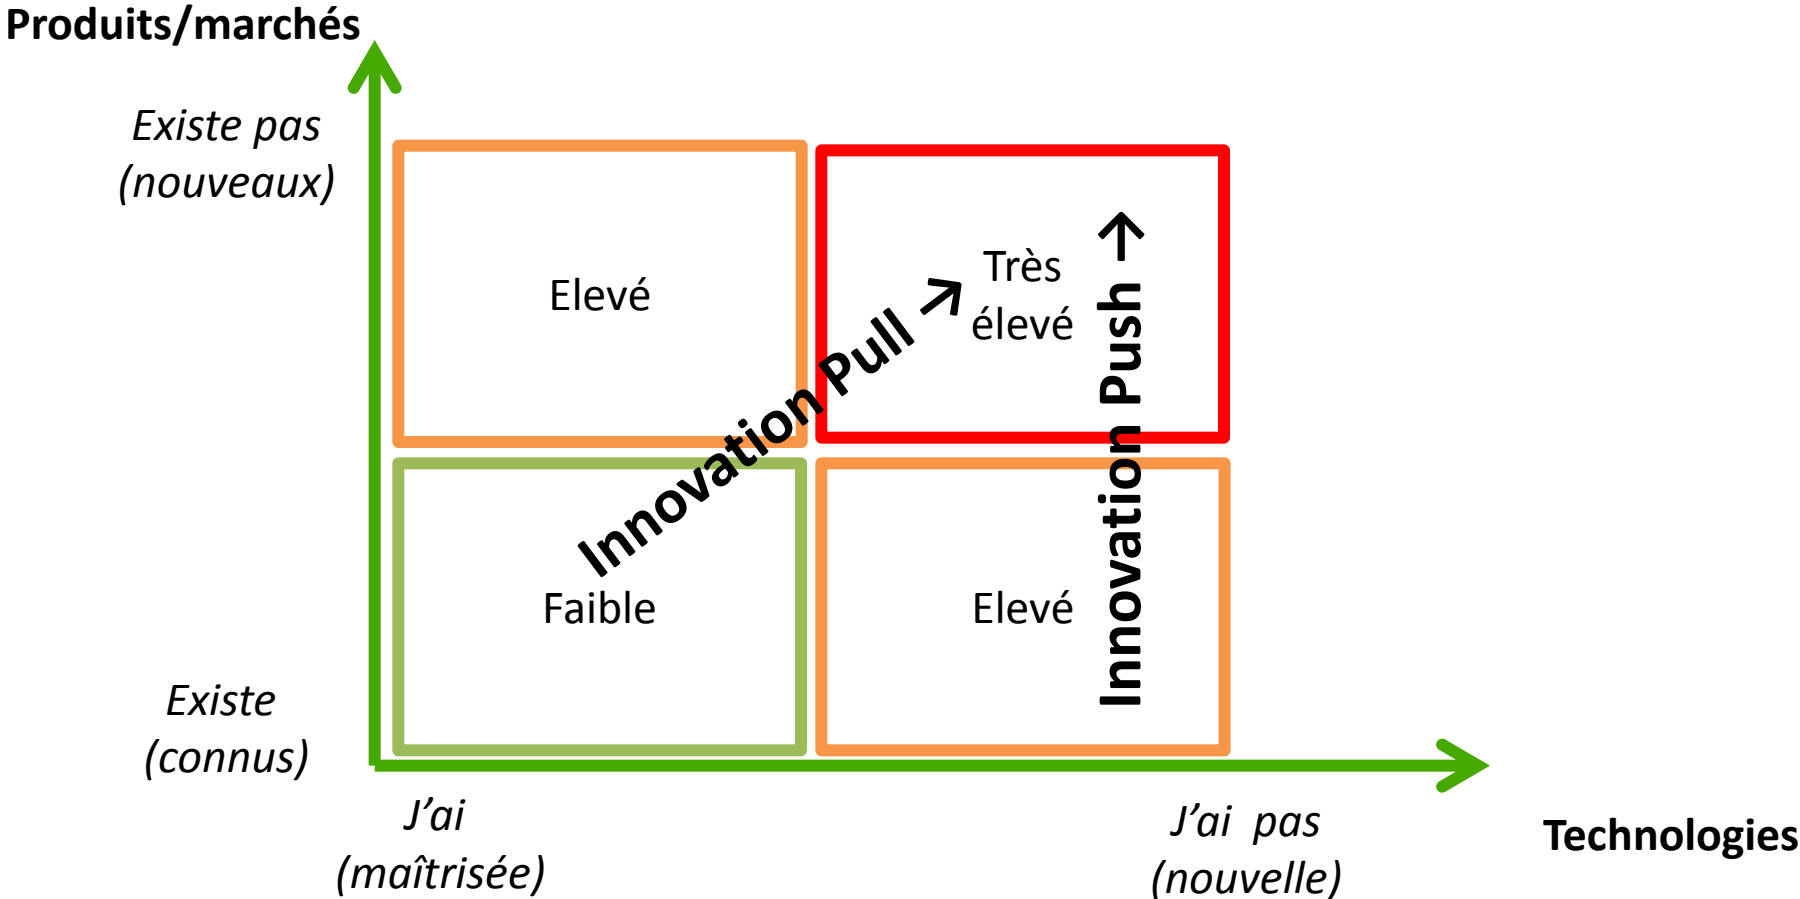 Produits/marchés
Existe pas
(nouveaux)
Elevé
Très
élevé
Innovation Pull →
Innovation Push →
Faible
Elevé
Existe
(connus)
J’ai
(maîtrisée)
J’ai pas
(nouvelle)
Technologies